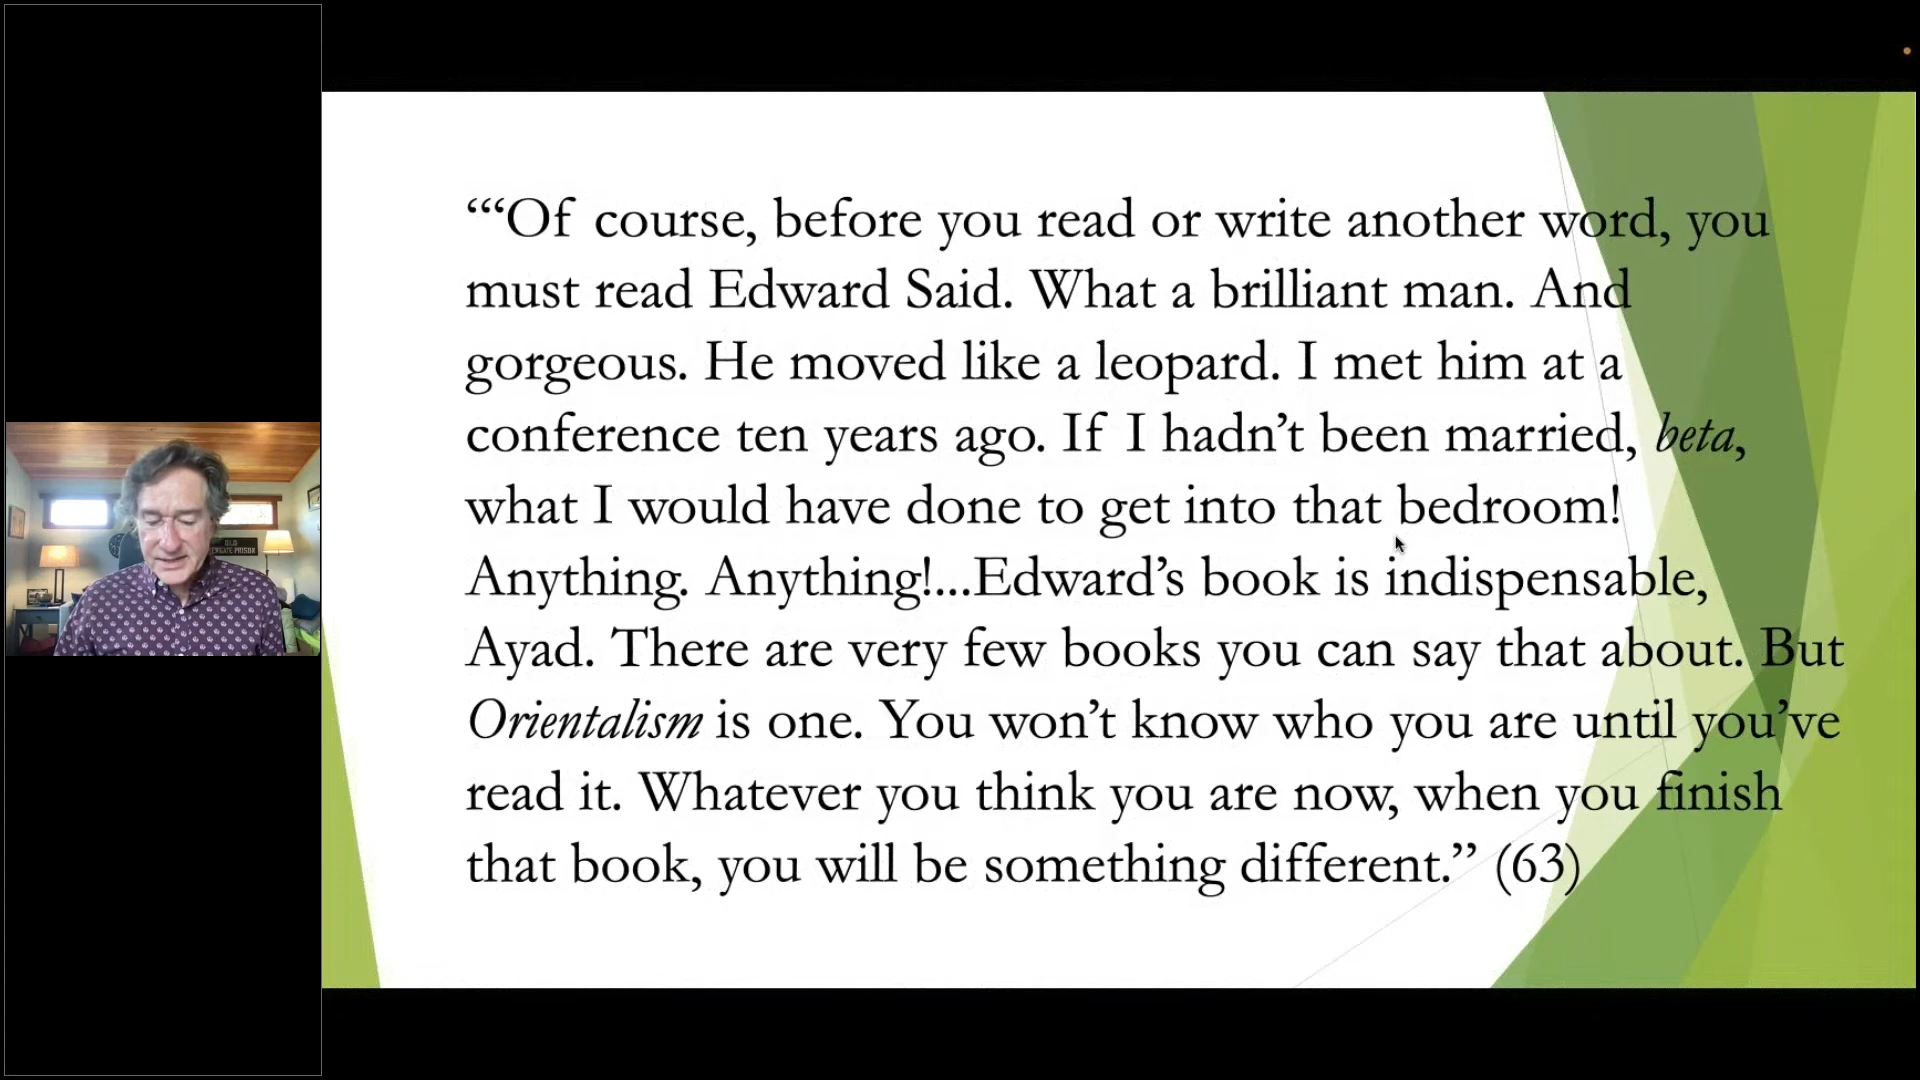 “‘Of course, before you read or write another word, you
must read Edward Said. What a brilliant man. And
gorgeous. He moved like a leopard. I met him at a
conference ten years ago. If I hadn’t been married, beta,
what I would have done to get into that bedroom!
Anything. Anything!...Edward’s book is indispensable,
Ayad. There are very few books you can say that about. But
Orientalism is one. You won’t know who you are until you’ve
read it. Whatever you think you are now, when you finish
that book, you will be something different.” (63)
OLD
PRISON